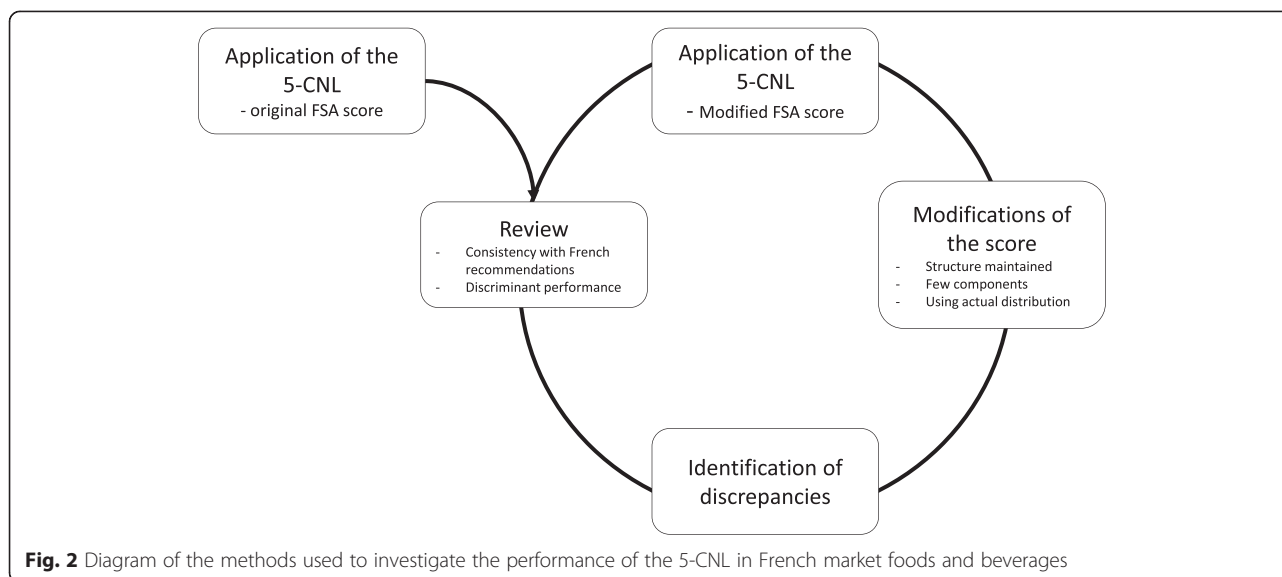 Application of the
5-CNL
- original FSA score
Application of the
5-CNL
- Modified FSA score
Review
- Consistency with French
recommendations
- Discriminant performance
Modifications of
the score
- Structure maintained
- Few components
- Using actual distribution
Identification of
discrepancies
Fig. 2 Diagram of the methods used to investigate the performance of the 5-CNL in French market foods and beverages